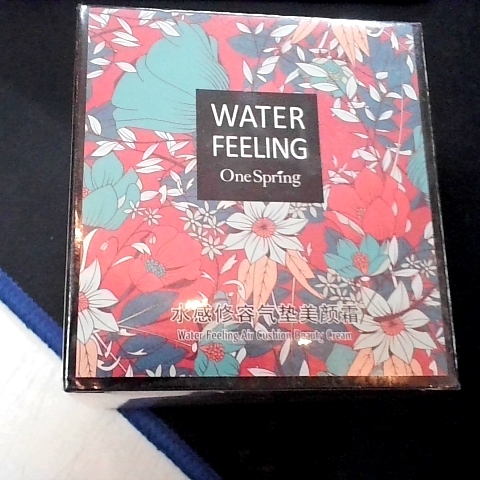 WATER
FEELING
OneSpring
水感修容气垫美颜霜
Water Feeling Air Cushion Beauty Cream